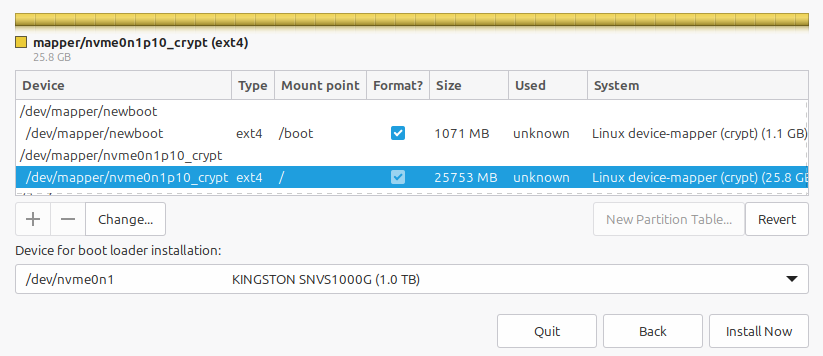 mapper/nvme0n1p10_crypt (ext4)
25.8 GB
Device Type Mount point Format? Size Used System
/dev/mapper/newboot
/dev/mapper/newboot ext4 /boot 1071 MB unknown Linux device-mapper (crypt) (1.1 GB)
/dev/mapper/nvme0n1p10_crypt
/dev/mapper/nvme0n1p10_crypt ext4 / 25753 MB unknown Linux device-mapper (crypt) (25.8 GB
+ − Change... New Partition Table... Revert
Device for boot loader installation:
/dev/nvme0n1 KINGSTON SNVS1000G (1.0 TB)
Quit Back Install Now